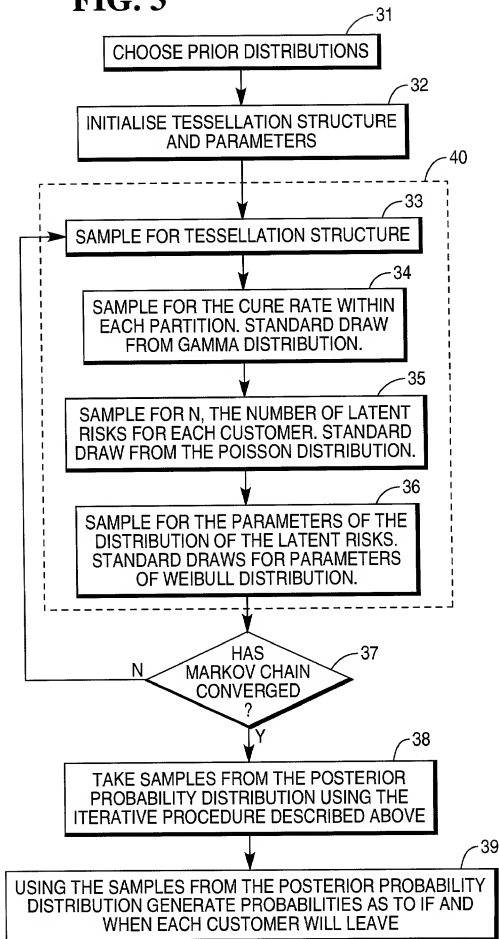 FIG. 3
31
CHOOSE PRIOR DISTRIBUTIONS
32
INITIALISE TESSELLATION STRUCTURE
AND PARAMETERS
40
33
SAMPLE FOR TESSELLATION STRUCTURE
34
SAMPLE FOR THE CURE RATE WITHIN
EACH PARTITION. STANDARD DRAW
FROM GAMMA DISTRIBUTION.
35
SAMPLE FOR N, THE NUMBER OF LATENT
RISKS FOR EACH CUSTOMER. STANDARD
DRAW FROM THE POISSON DISTRIBUTION.
36
SAMPLE FOR THE PARAMETERS OF THE
DISTRIBUTION OF THE LATENT RISKS.
STANDARD DRAWS FOR PARAMETERS
OF WEIBULL DISTRIBUTION.
37
HAS
MARKOV CHAIN
CONVERGED
?
N
Y
38
TAKE SAMPLES FROM THE POSTERIOR
PROBABILITY DISTRIBUTION USING THE
ITERATIVE PROCEDURE DESCRIBED ABOVE
39
USING THE SAMPLES FROM THE POSTERIOR PROBABILITY
DISTRIBUTION GENERATE PROBABILITIES AS TO IF AND
WHEN EACH CUSTOMER WILL LEAVE